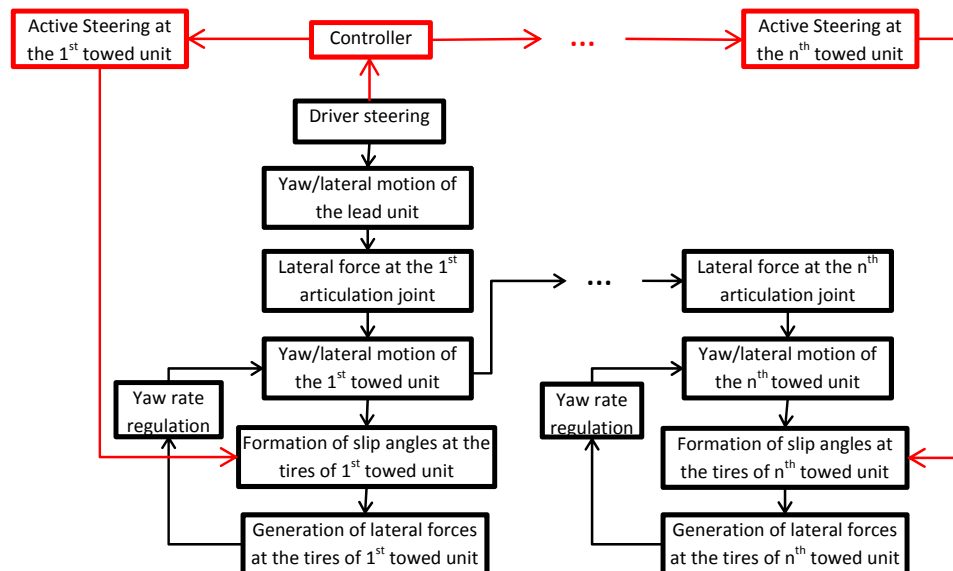 Active Steering at
the 1st towed unit
Controller
...
Active Steering at
the nth towed unit
Driver steering
Yaw/lateral motion of
the lead unit
Lateral force at the 1st
articulation joint
...
Lateral force at the nth
articulation joint
Yaw/lateral motion of
the 1st towed unit
Yaw/lateral motion of
the nth towed unit
Yaw rate
regulation
Yaw rate
regulation
Formation of slip angles at the
tires of 1st towed unit
Formation of slip angles at
the tires of nth towed unit
Generation of lateral forces
at the tires of 1st towed unit
Generation of lateral forces
at the tires of nth towed unit